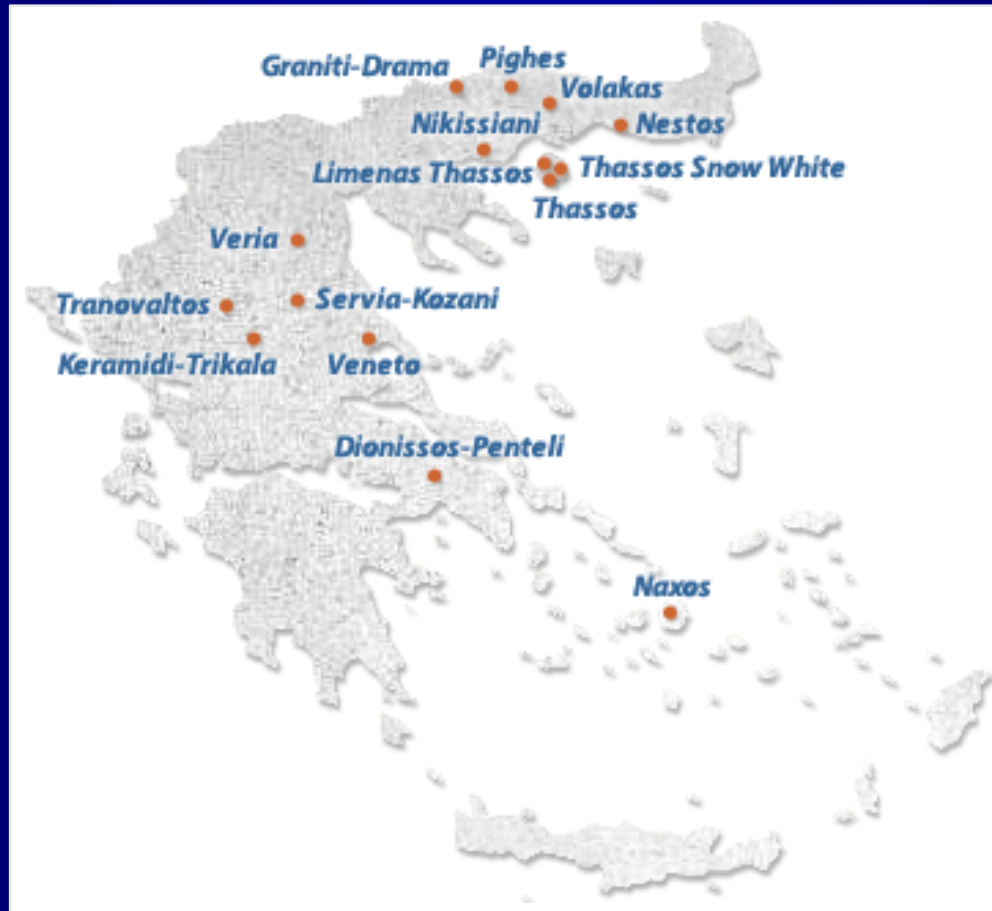 Pighes
Graniti-Drama
Volakas
Nikissiani
Nestos
Limenas Thassos
Thassos Snow White
Thassos
Veria
Tranovaltos
Servia-Kozani
Keramidi-Trikala
Veneto
Dionissos-Penteli
Naxos